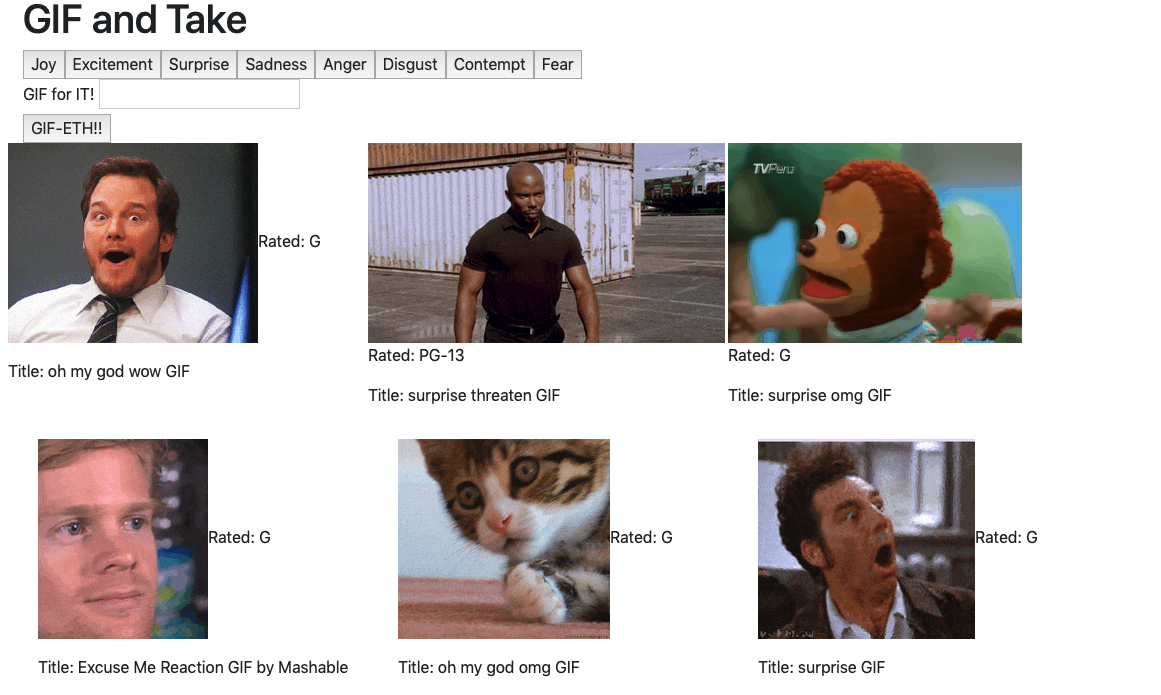 GIF and Take
Joy Excitement Surprise Sadness Anger Disgust Contempt Fear
GIF for IT!
GIF-ETH!!
TVPerú
Rated: G
Rated: PG-13
Rated: G
Title: oh my god wow GIF
Title: surprise threaten GIF
Title: surprise omg GIF
Rated: G
Rated: G
Rated: G
Title: Excuse Me Reaction GIF by Mashable
Title: oh my god omg GIF
Title: surprise GIF